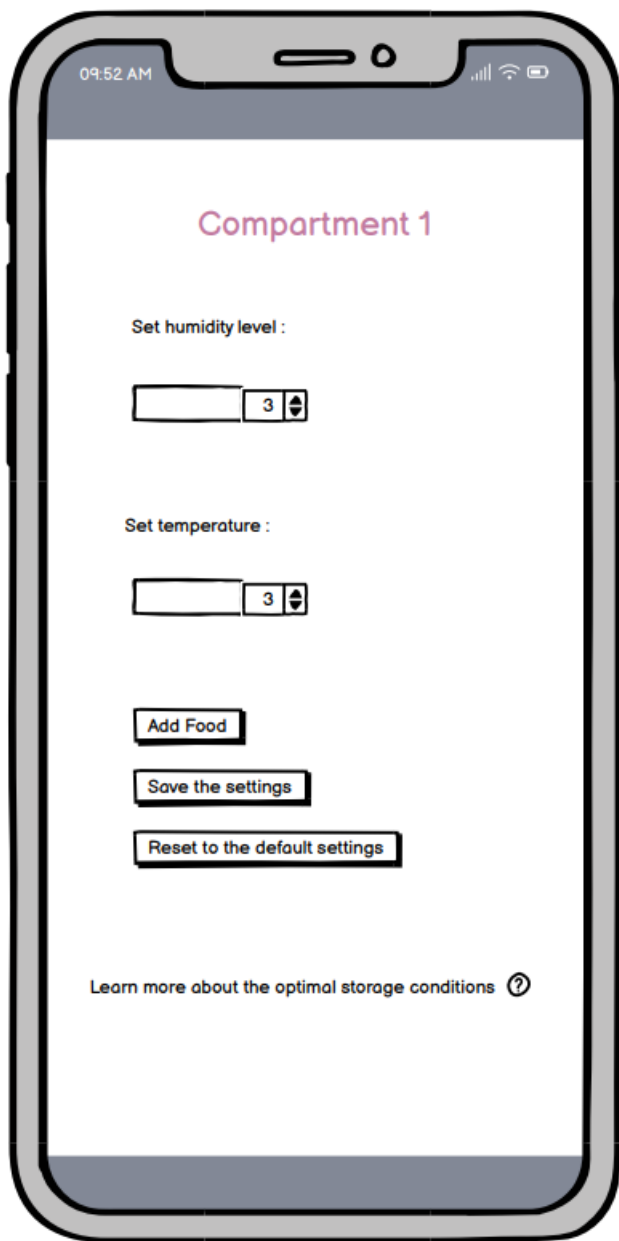 09:52 AM
Compartment 1
Set humidity level :
3
Set temperature :
3
Add Food
Save the settings
Reset to the default settings
Learn more about the optimal storage conditions ?